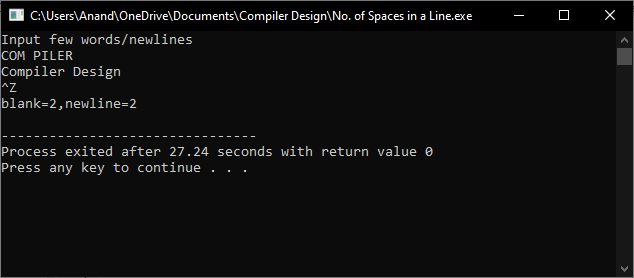 C:\Users\Anand\OneDrive\Documents\Compiler Design\No. of Spaces in a Line.exe
Input few words/newlines
COM PILER
Compiler Design
^Z
blank=2,newline=2
--------------------------------
Process exited after 27.24 seconds with return value 0
Press any key to continue . . .